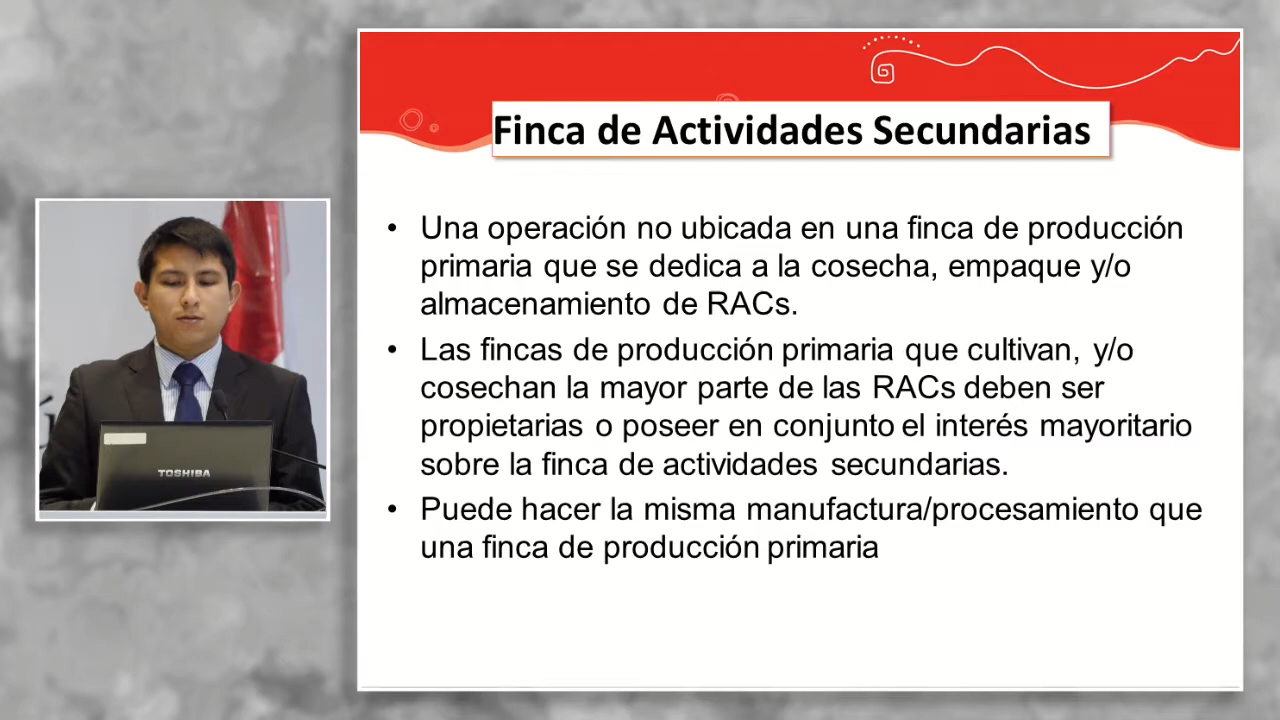 Finca de Actividades Secundarias
• Una operación no ubicada en una finca de producción
primaria que se dedica a la cosecha, empaque y/o
almacenamiento de RACs.
• Las fincas de producción primaria que cultivan, y/o
cosechan la mayor parte de las RACs deben ser
propietarias o poseer en conjunto el interés mayoritario
sobre la finca de actividades secundarias.
• Puede hacer la misma manufactura/procesamiento que
una finca de producción primaria
TOSHIBA